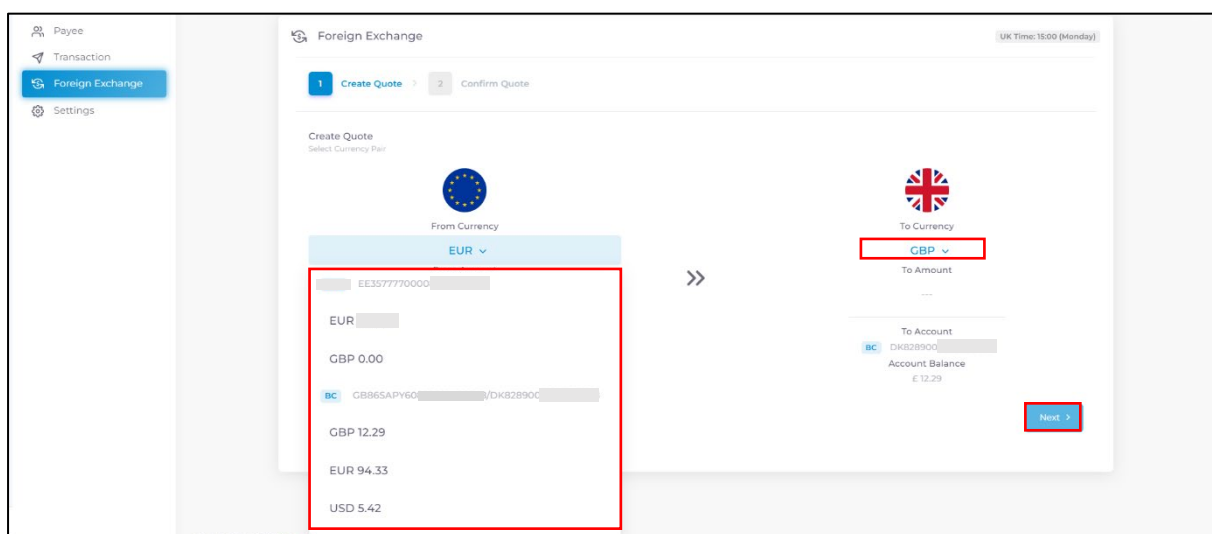 Payee
Transaction
Foreign Exchange
Settings
Foreign Exchange
UK Time: 15:00 (Monday)
1 Create Quote > 2 Confirm Quote
Create Quote
Select Currency Pair
From Currency
EUR
EE3577770000
EUR
GBP 0.00
BC GB86SAPY60 /DK828900
GBP 12.29
EUR 94.33
USD 5.42
To Currency
GBP
To Amount
---
To Account
BC DK828900
Account Balance
£ 12.29
Next >